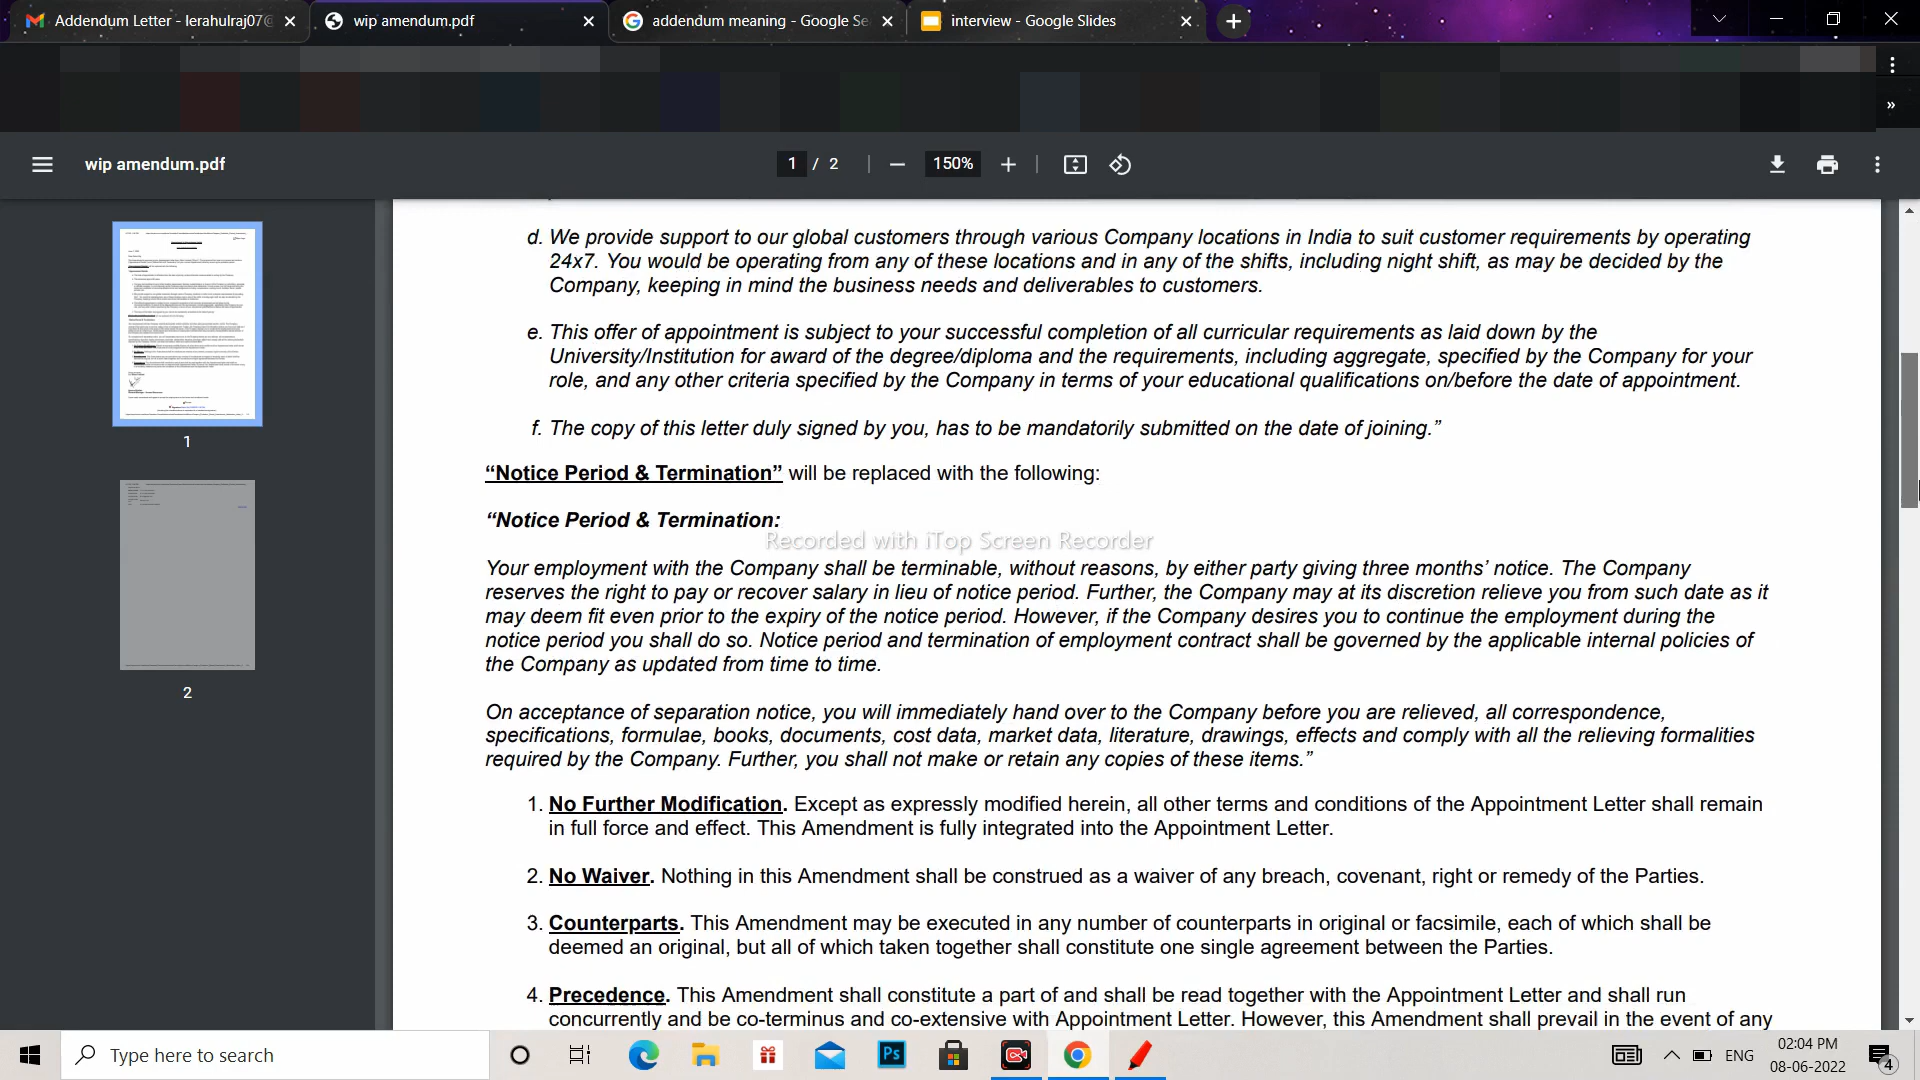 Addendum Letter - lerahulraj07@
wip amendum.pdf
addendum meaning - Google Se
interview - Google Slides
wip amendum.pdf
1 / 2
150%
d. We provide support to our global customers through various Company locations in India to suit customer requirements by operating
24x7. You would be operating from any of these locations and in any of the shifts, including night shift, as may be decided by the
Company, keeping in mind the business needs and deliverables to customers.
e. This offer of appointment is subject to your successful completion of all curricular requirements as laid down by the
University/Institution for award of the degree/diploma and the requirements, including aggregate, specified by the Company for your
role, and any other criteria specified by the Company in terms of your educational qualifications on/before the date of appointment.
f. The copy of this letter duly signed by you, has to be mandatorily submitted on the date of joining.”
“Notice Period & Termination” will be replaced with the following:
“Notice Period & Termination:
Recorded with iTop Screen Recorder
Your employment with the Company shall be terminable, without reasons, by either party giving three months’ notice. The Company
reserves the right to pay or recover salary in lieu of notice period. Further, the Company may at its discretion relieve you from such date as it
may deem fit even prior to the expiry of the notice period. However, if the Company desires you to continue the employment during the
notice period you shall do so. Notice period and termination of employment contract shall be governed by the applicable internal policies of
the Company as updated from time to time.
On acceptance of separation notice, you will immediately hand over to the Company before you are relieved, all correspondence,
specifications, formulae, books, documents, cost data, market data, literature, drawings, effects and comply with all the relieving formalities
required by the Company. Further, you shall not make or retain any copies of these items.”
1. No Further Modification. Except as expressly modified herein, all other terms and conditions of the Appointment Letter shall remain
in full force and effect. This Amendment is fully integrated into the Appointment Letter.
2. No Waiver. Nothing in this Amendment shall be construed as a waiver of any breach, covenant, right or remedy of the Parties.
3. Counterparts. This Amendment may be executed in any number of counterparts in original or facsimile, each of which shall be
deemed an original, but all of which taken together shall constitute one single agreement between the Parties.
4. Precedence. This Amendment shall constitute a part of and shall be read together with the Appointment Letter and shall run
concurrently and be co-terminus and co-extensive with Appointment Letter. However, this Amendment shall prevail in the event of any
1
2
Type here to search
Ps
ENG
02:04 PM
08-06-2022
4